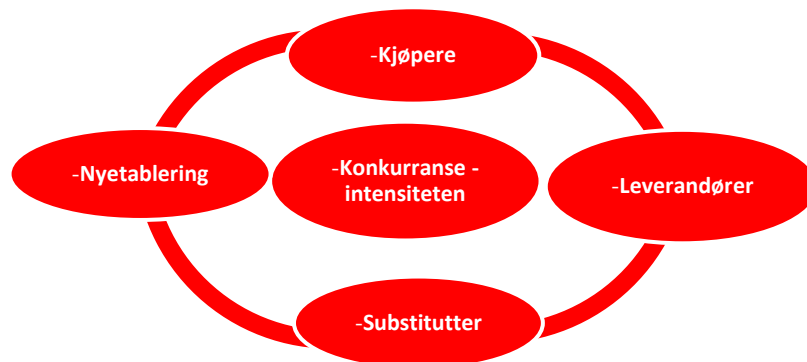 -Kjøpere
-Nyetablering
-Konkurranse -
intensiteten
-Leverandører
-Substitutter